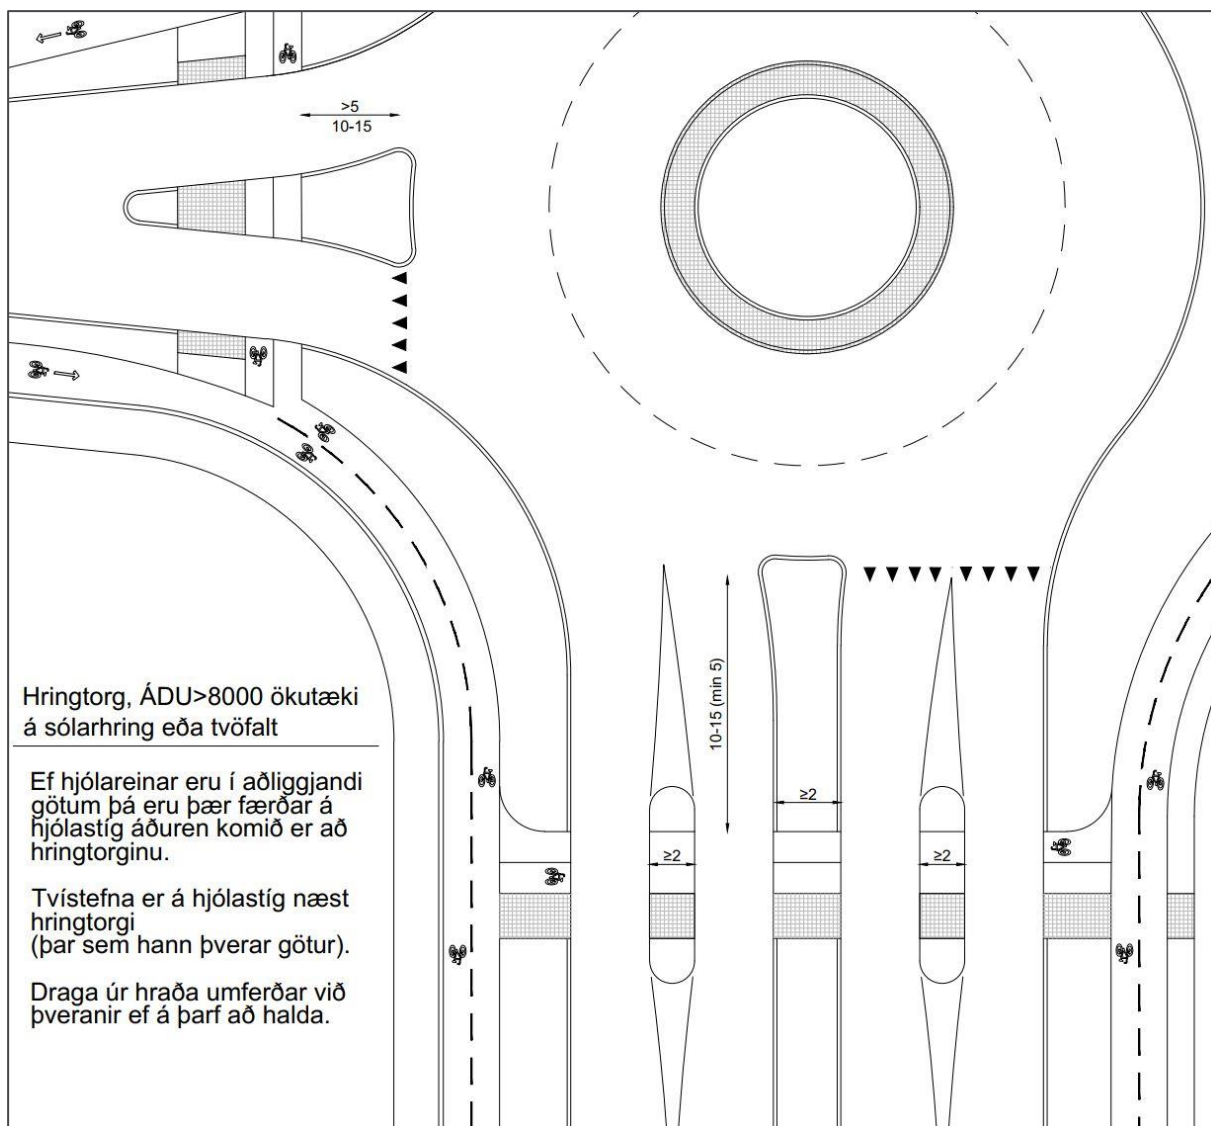 >5
10-15
10-15 (min 5)
≥2
≥2
≥2
Hringtorg, ÁDU>8000 ökutæki
á sólarhring eða tvöfalt
Ef hjólareinar eru í aðliggjandi
götum þá eru þær færðar á
hjólastíg áðuren komið er að
hringtorginu.
Tvístefna er á hjólastíg næst
hringtorgi
(þar sem hann þverar götur).
Draga úr hraða umferðar við
þveranir ef á þarf að halda.